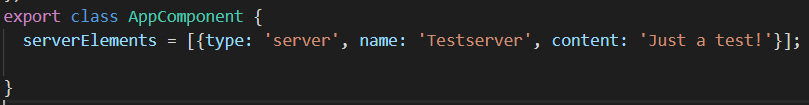 export class AppComponent {
  serverElements = [{type: 'server', name: 'Testserver', content: 'Just a test!'}];
}